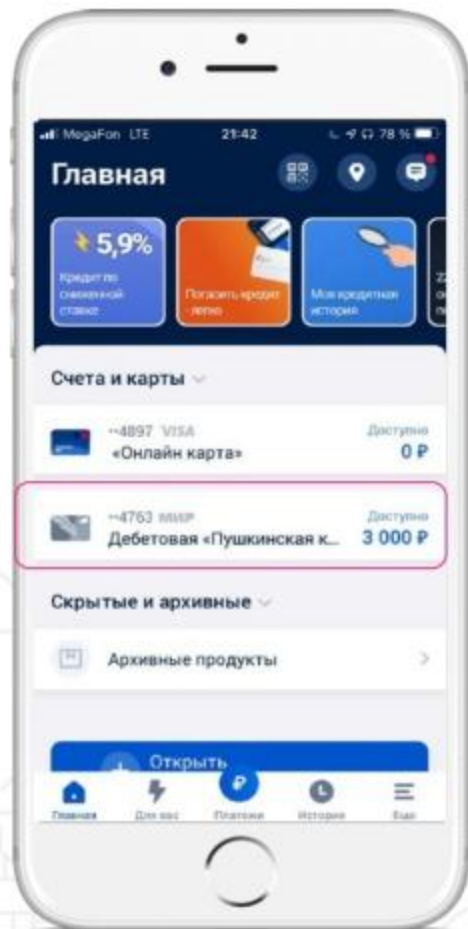 MegaFon LTE 21:42 78 %
Главная
5,9%
Кредит по
сниженной
ставке
Погасить кредит
- легко
Моя кредитная
история
Счета и карты
••4897 VISA
Доступно
«Онлайн карта»
0 ₽
••4763 МИР
Доступно
Дебетовая «Пушкинская к...
3 000 ₽
Скрытые и архивные
Архивные продукты
Открыть
Главная
Для вас
Платежи
История
Еще